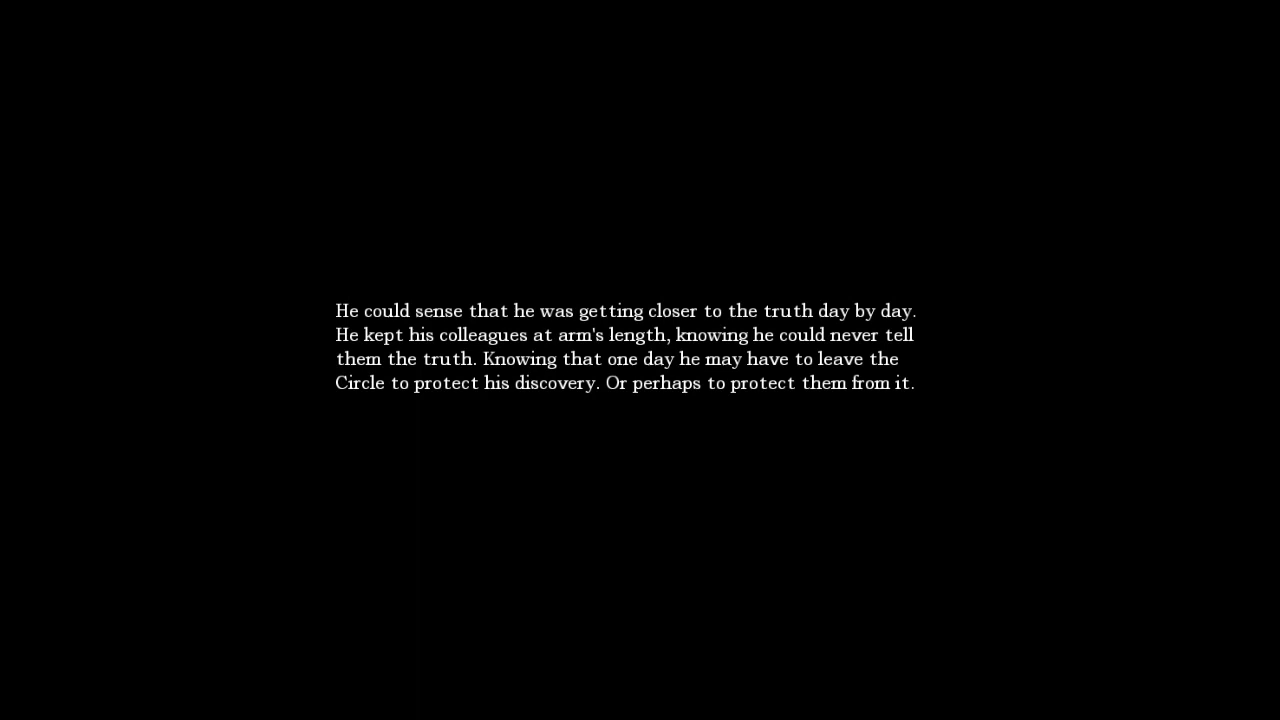 He could sense that he was getting closer to the truth day by day.
He kept his colleagues at arm's length, knowing he could never tell
them the truth. Knowing that one day he may have to leave the
Circle to protect his discovery. Or perhaps to protect them from it.